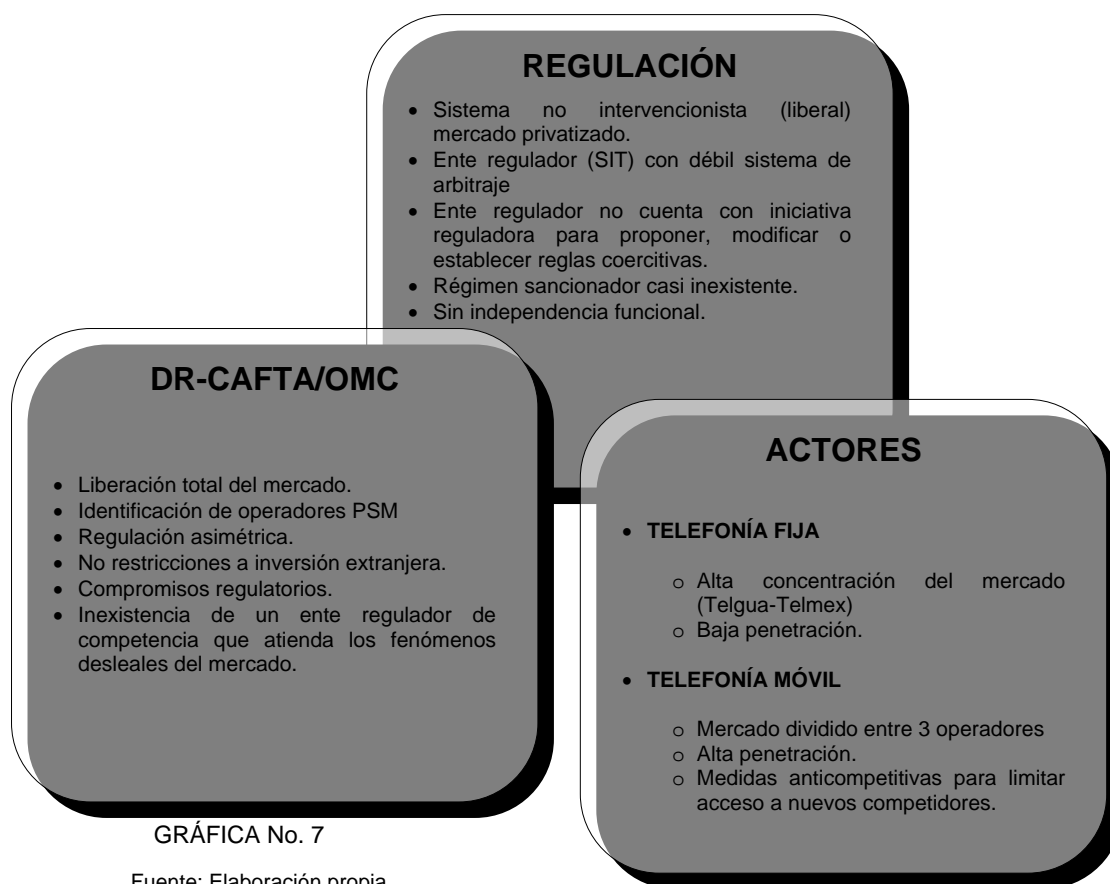 REGULACIÓN
• Sistema no intervencionista (liberal)
mercado privatizado.
• Ente regulador (SIT) con débil sistema de
arbitraje
• Ente regulador no cuenta con iniciativa
reguladora para proponer, modificar o
establecer reglas coercitivas.
• Régimen sancionador casi inexistente.
• Sin independencia funcional.
DR-CAFTA/OMC
• Liberación total del mercado.
• Identificación de operadores PSM
• Regulación asimétrica.
• No restricciones a inversión extranjera.
• Compromisos regulatorios.
• Inexistencia de un ente regulador de
competencia que atienda los fenómenos
desleales del mercado.
ACTORES
• TELEFONÍA FIJA
o Alta concentración del mercado
(Telgua-Telmex)
o Baja penetración.
• TELEFONÍA MÓVIL
o Mercado dividido entre 3 operadores
o Alta penetración.
o Medidas anticompetitivas para limitar
acceso a nuevos competidores.
GRÁFICA No. 7
Fuente: Elaboración propia